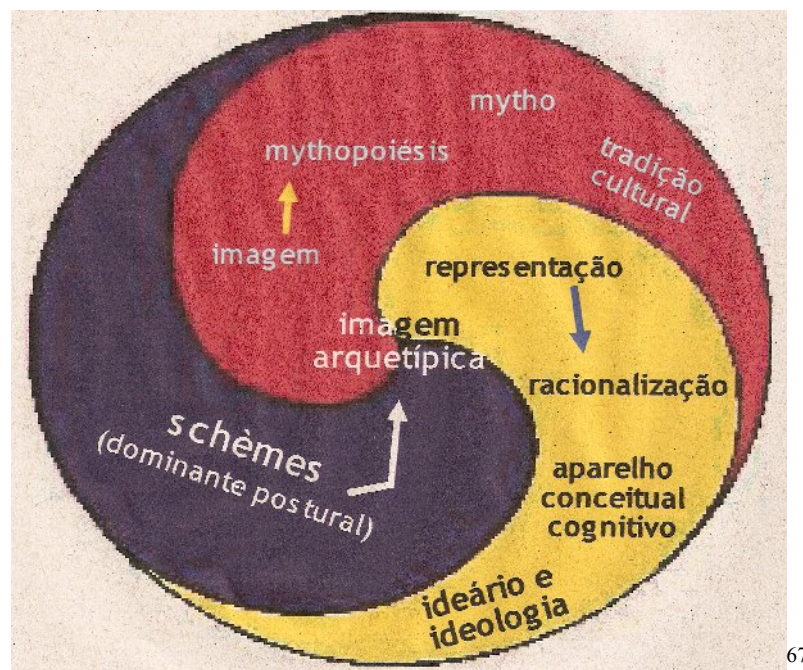 mytho
mythopoiésis
tradição
cultural
imagem
representação
imagem
arquetípica
racionalização
schèmes
(dominante postural)
aparelho
conceitual
cognitivo
ideário e
ideologia
67